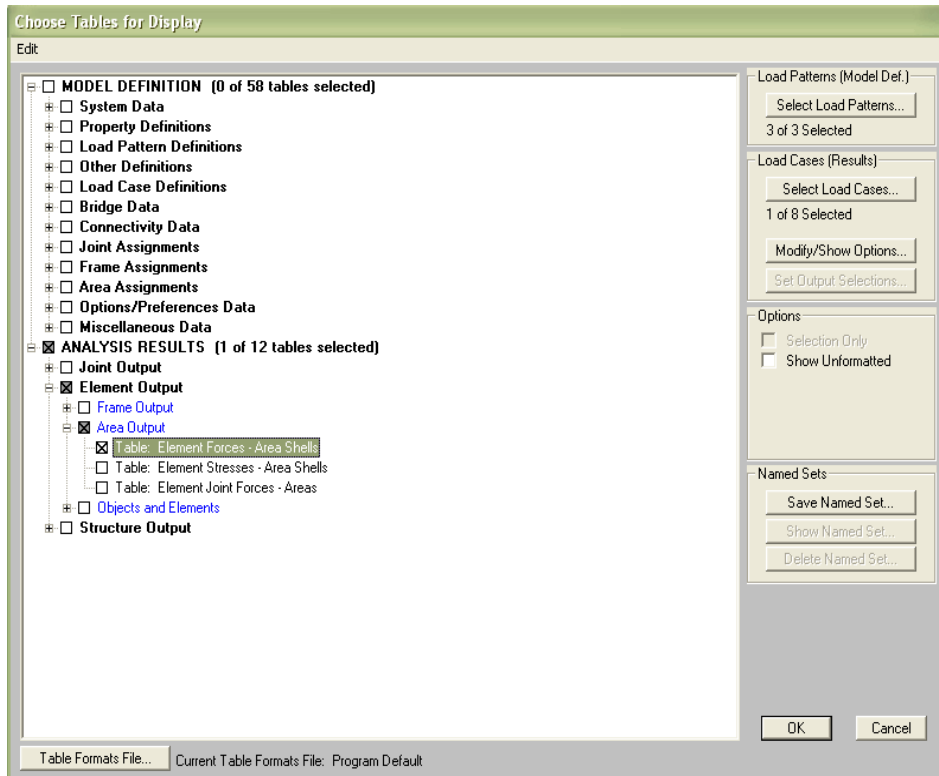 Choose Tables for Display
Edit
MODEL DEFINITION (0 of 58 tables selected)
System Data
Property Definitions
Load Pattern Definitions
Other Definitions
Load Case Definitions
Bridge Data
Connectivity Data
Joint Assignments
Frame Assignments
Area Assignments
Options/Preferences Data
Miscellaneous Data
ANALYSIS RESULTS (1 of 12 tables selected)
Joint Output
Element Output
Frame Output
Area Output
Table: Element Forces - Area Shells
Table: Element Stresses - Area Shells
Table: Element Joint Forces - Areas
Objects and Elements
Structure Output
Load Patterns (Model Def.)
Select Load Patterns...
3 of 3 Selected
Load Cases (Results)
Select Load Cases...
1 of 8 Selected
Modify/Show Options...
Set Output Selections...
Options
Selection Only
Show Unformatted
Named Sets
Save Named Set...
Show Named Set...
Delete Named Set...
OK
Cancel
Table Formats File...
Current Table Formats File: Program Default